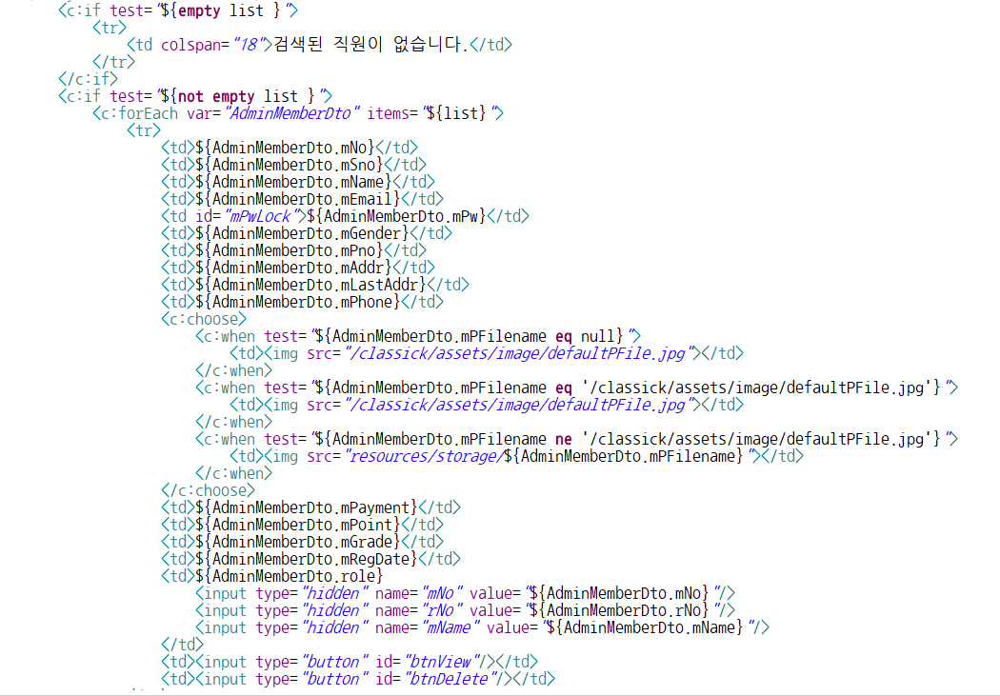 <c:if test="${empty list }">
<tr>
<td colspan="18">검색된 직원이 없습니다.</td>
</tr>
</c:if>
<c:if test="${not empty list }">
<c:forEach var="AdminMemberDto" items="${list}">
<tr>
<td>${AdminMemberDto.mNo}</td>
<td>${AdminMemberDto.mSno}</td>
<td>${AdminMemberDto.mName}</td>
<td>${AdminMemberDto.mEmail}</td>
<td id="mPwLock">${AdminMemberDto.mPw}</td>
<td>${AdminMemberDto.mGender}</td>
<td>${AdminMemberDto.mPno}</td>
<td>${AdminMemberDto.mAddr}</td>
<td>${AdminMemberDto.mLastAddr}</td>
<td>${AdminMemberDto.mPhone}</td>
<c:choose>
<c:when test="${AdminMemberDto.mPFilename eq null}">
<td><img src="/classick/assets/image/defaultPFile.jpg"></td>
</c:when>
<c:when test="${AdminMemberDto.mPFilename eq '/classick/assets/image/defaultPFile.jpg'}">
<td><img src="/classick/assets/image/defaultPFile.jpg"></td>
</c:when>
<c:when test="${AdminMemberDto.mPFilename ne '/classick/assets/image/defaultPFile.jpg'}">
<td><img src="resources/storage/${AdminMemberDto.mPFilename}"></td>
</c:when>
</c:choose>
<td>${AdminMemberDto.mPayment}</td>
<td>${AdminMemberDto.mPoint}</td>
<td>${AdminMemberDto.mGrade}</td>
<td>${AdminMemberDto.mRegDate}</td>
<td>${AdminMemberDto.role}
<input type="hidden" name="mNo" value="${AdminMemberDto.mNo}"/>
<input type="hidden" name="rNo" value="${AdminMemberDto.rNo}"/>
<input type="hidden" name="mName" value="${AdminMemberDto.mName}"/>
</td>
<td><input type="button" id="btnView"/></td>
<td><input type="button" id="btnDelete"/></td>